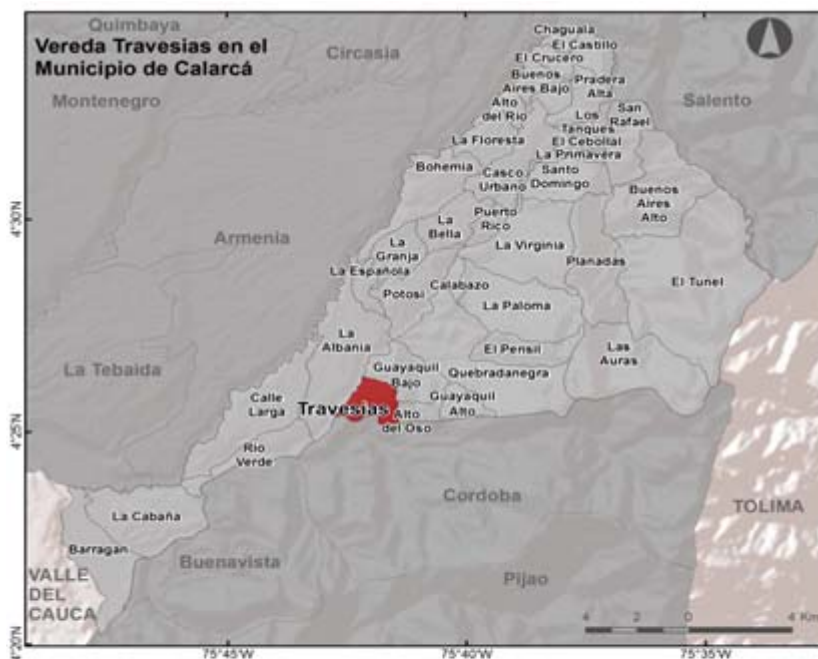 Quimbaya
Vereda Travesias en el
Municipio de Calarcá
Circasia
Chaguala
El Castillo
El Crucero
Buenos
Aires Bajo
Pradera
Alta
Montenegro
Alto
del Rio
San
Rafael
Salento
Los
Tanques
La Floresta
El Cebollal
La Primavera
Bohemia
Casco
Urbano
Santo
Domingo
Buenos
Aires
Alto
4°30'N
La
Bella
Puerto
Rico
Armenia
La
Granja
La Virginia
Planadas
La Española
Calabazo
El Tunel
Potosi
La Paloma
La
Albania
El Pensil
Las
Auras
La Tebaida
Guayaquil
Bajo
Quebradanegra
Calle
Larga
Travesias
Alto
del Oso
Guayaquil
Alto
4°25'N
Rio
Verde
Cordoba
TOLIMA
La Cabaña
Barragan
Buenavista
VALLE
DEL
CAUCA
Pijao
4 2 0 4 Km
4°20'N
75°45'W 75°40'W 75°35'W